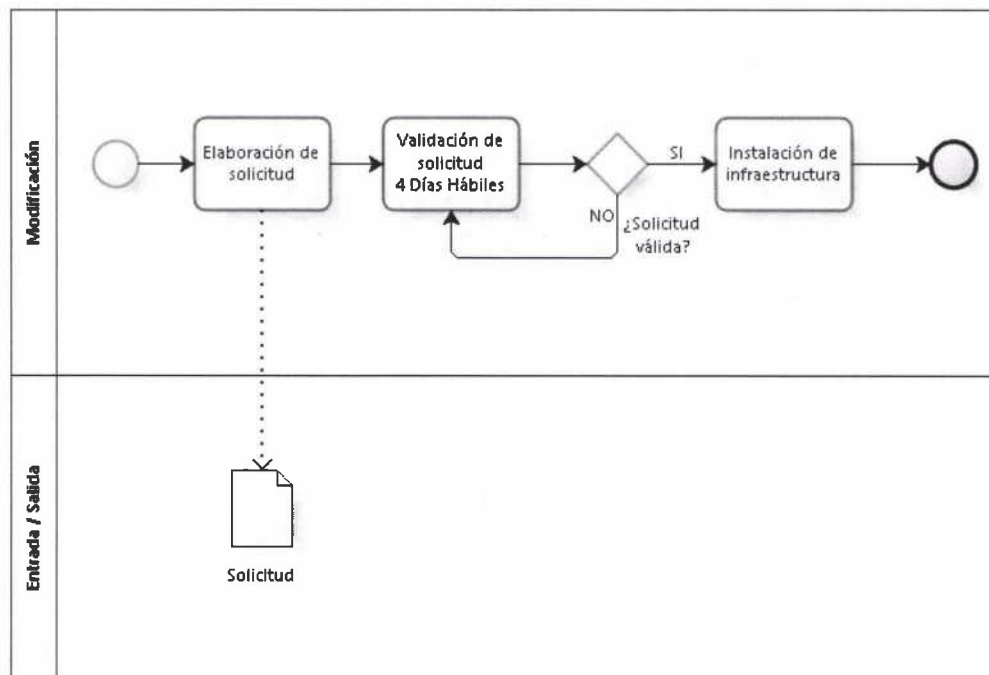 Modificación
Elaboración de
solicitud
Validación de
solicitud
4 Días Hábiles
SI
NO
¿Solicitud
válida?
Instalación de
infraestructura
Entrada / Salida
Solicitud